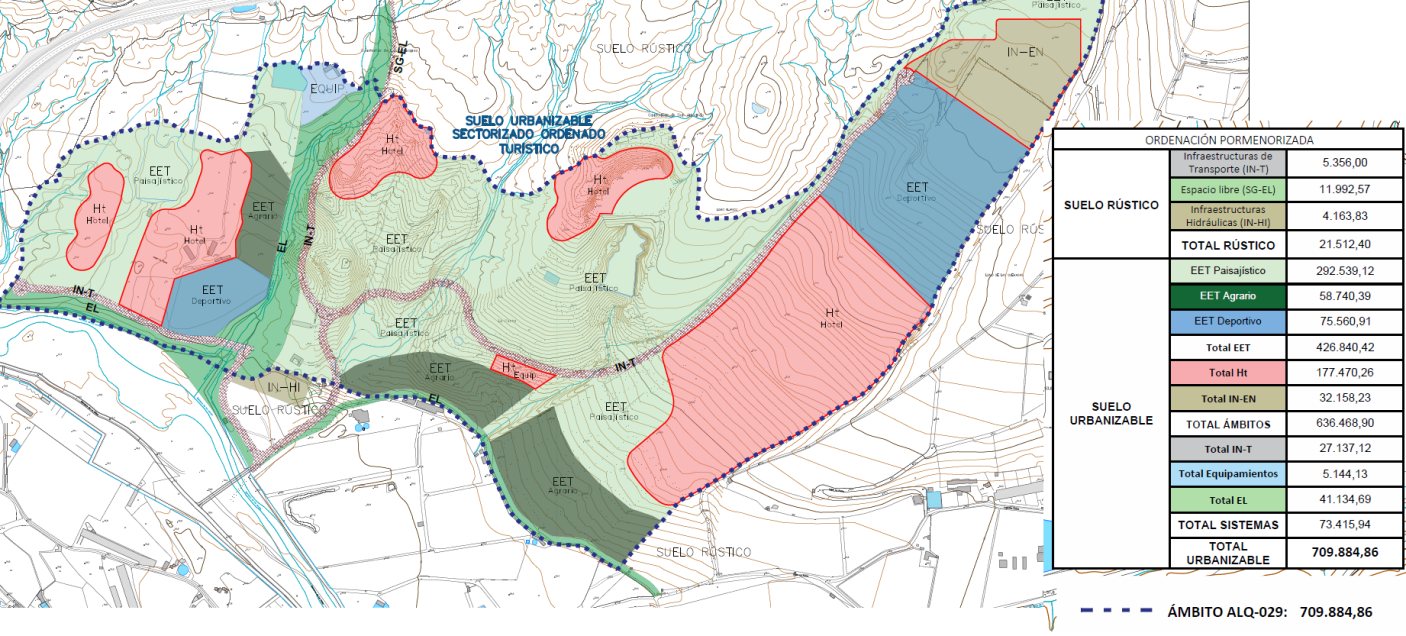 Paisajístico
SUELO RÚSTICO
IN-EN
SG-EL
EQUIP
SUELO URBANIZABLE
SECTORIZADO ORDENADO
TURÍSTICO
Ht
Hotel
EET
Paisajístico
Ht
Hotel
EET
Deportivo
EET
Agrario
Ht
Hotel
Ht
Hotel
SUELO RÚS
EL
IN-T
EET
Paisajístico
EET
Paisajístico
IN-T
EL
EET
Deportivo
Ht
Hotel
EET
Paisajístico
IN-T
EET
Agrario
Ht
Equip.
IN-HI
EL
SUELO RÚSTICO
EET
Paisajístico
EET
Agrario
SUELO RÚSTICO
ORDENACIÓN PORMENORIZADA
SUELO RÚSTICO
Infraestructuras de
Transporte (IN-T) 5.356,00
Espacio libre (SG-EL) 11.992,57
Infraestructuras
Hidráulicas (IN-HI) 4.163,83
TOTAL RÚSTICO 21.512,40
SUELO
URBANIZABLE
EET Paisajístico 292.539,12
EET Agrario 58.740,39
EET Deportivo 75.560,91
Total EET 426.840,42
Total Ht 177.470,26
Total IN-EN 32.158,23
TOTAL ÁMBITOS 636.468,90
Total IN-T 27.137,12
Total Equipamientos 5.144,13
Total EL 41.134,69
TOTAL SISTEMAS 73.415,94
TOTAL
URBANIZABLE 709.884,86
ÁMBITO ALQ-029: 709.884,86